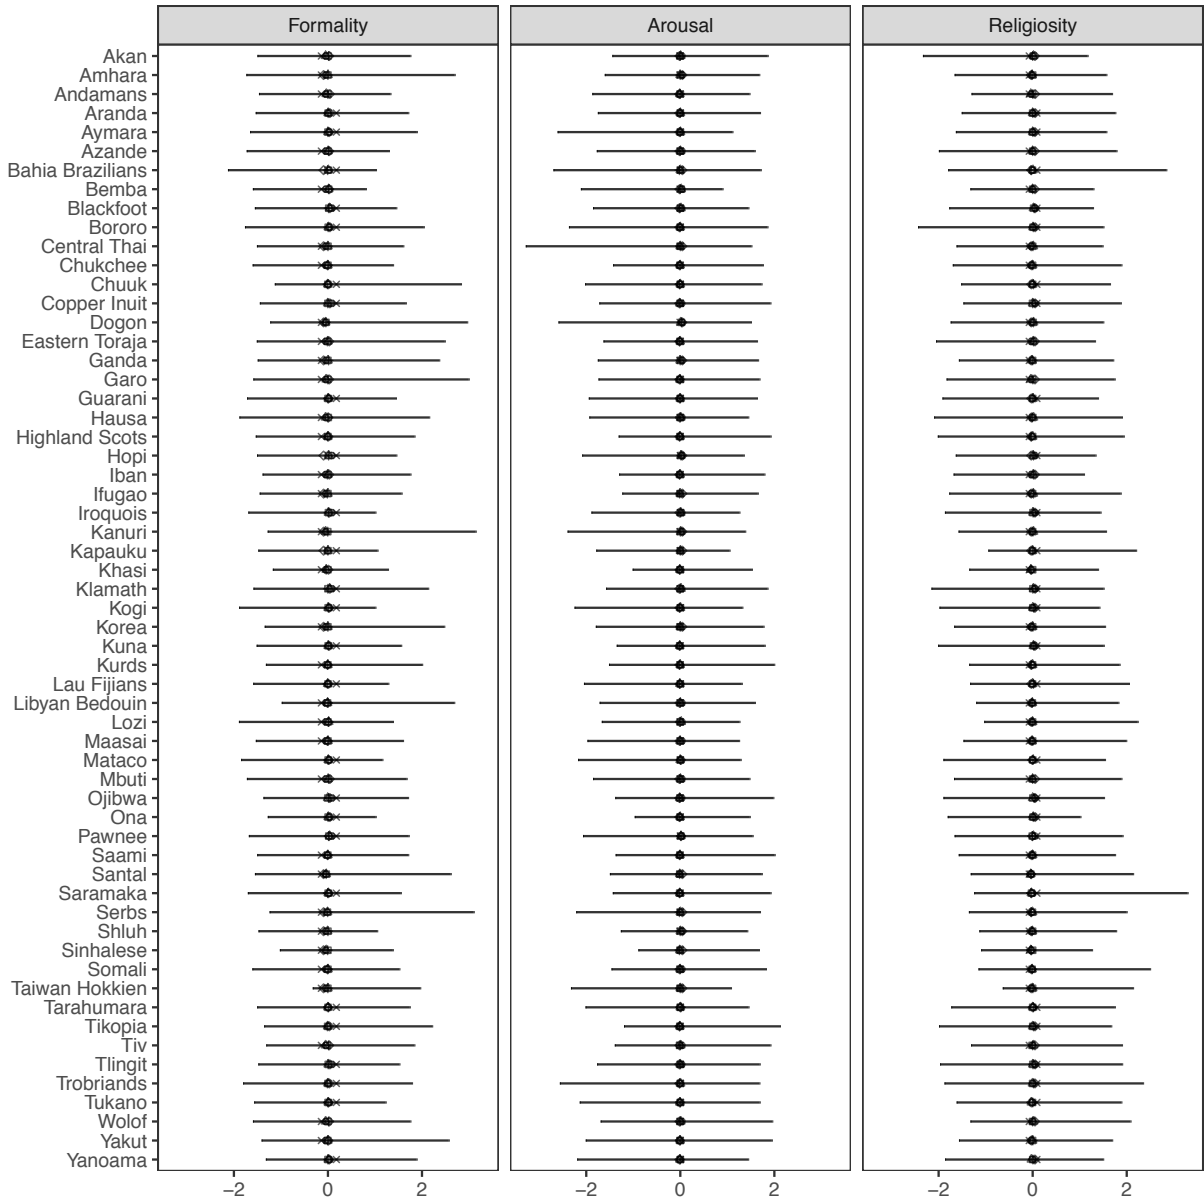 Formality Arousal Religiosity
Akan
Amhara
Andamans
Aranda
Aymara
Azande
Bahia Brazilians
Bemba
Blackfoot
Bororo
Central Thai
Chukchee
Chuuk
Copper Inuit
Dogon
Eastern Toraja
Ganda
Garo
Guarani
Hausa
Highland Scots
Hopi
Iban
Ifugao
Iroquois
Kanuri
Kapauku
Khasi
Klamath
Kogi
Korea
Kuna
Kurds
Lau Fijians
Libyan Bedouin
Lozi
Maasai
Mataco
Mbuti
Ojibwa
Ona
Pawnee
Saami
Santal
Saramaka
Serbs
Shluh
Sinhalese
Somali
Taiwan Hokkien
Tarahumara
Tikopia
Tiv
Tlingit
Trobriands
Tukano
Wolof
Yakut
Yanoama
−2 0 2 −2 0 2 −2 0 2